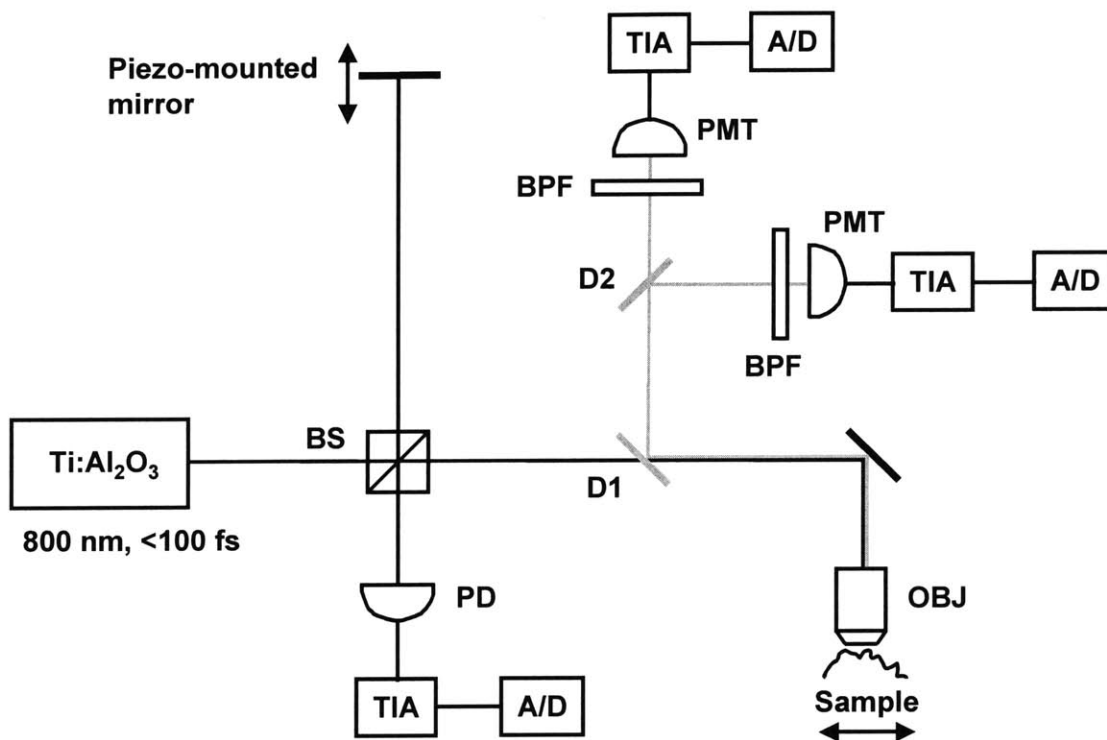 TIA
A/D
Piezo-mounted
mirror
PMT
BPF
PMT
D2
TIA
A/D
BPF
BS
Ti:Al₂O₃
D1
800 nm, <100 fs
PD
OBJ
TIA
A/D
Sample